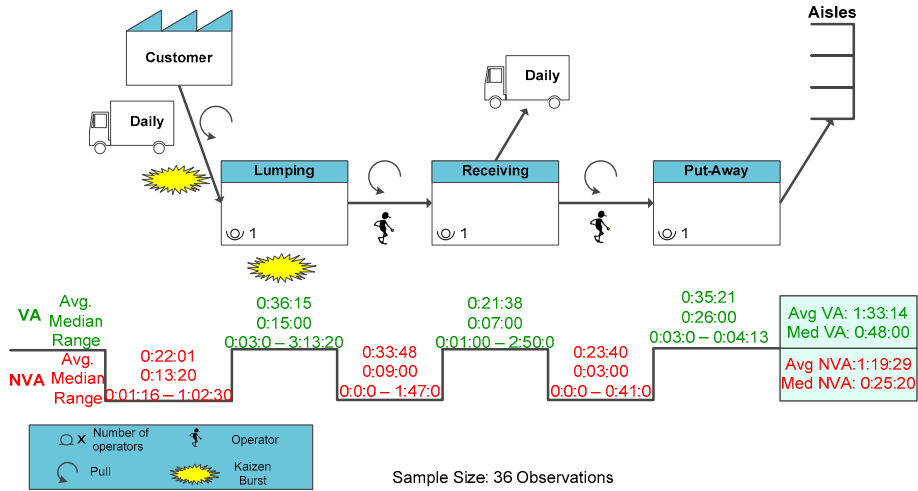 Aisles
Customer
Daily
Daily
Lumping
Receiving
Put-Away
1
1
1
VA
Avg.
Median
Range
0:36:15
0:15:00
0:03:0 – 3:13:20
0:21:38
0:07:00
0:01:00 – 2:50:0
0:35:21
0:26:00
0:03:0 – 0:04:13
Avg VA: 1:33:14
Med VA: 0:48:00
NVA
Avg.
Median
Range
0:22:01
0:13:20
0:01:16 – 1:02:30
0:33:48
0:09:00
0:0:0 – 1:47:0
0:23:40
0:03:00
0:0:0 – 0:41:0
Avg NVA:1:19:29
Med NVA: 0:25:20
x
Number of
operators
Operator
Pull
Kaizen
Burst
Sample Size: 36 Observations